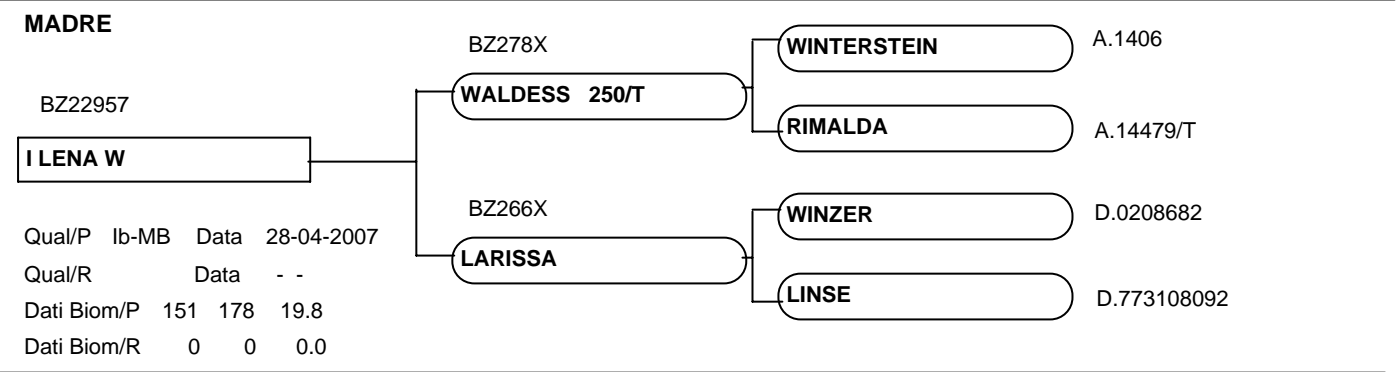 MADRE
BZ22957
I LENA W
Qual/P Ib-MB Data 28-04-2007
Qual/R Data - -
Dati Biom/P 151 178 19.8
Dati Biom/R 0 0 0.0
BZ278X
WALDESS 250/T
BZ266X
LARISSA
WINTERSTEIN A.1406
RIMALDA A.14479/T
WINZER D.0208682
LINSE D.773108092